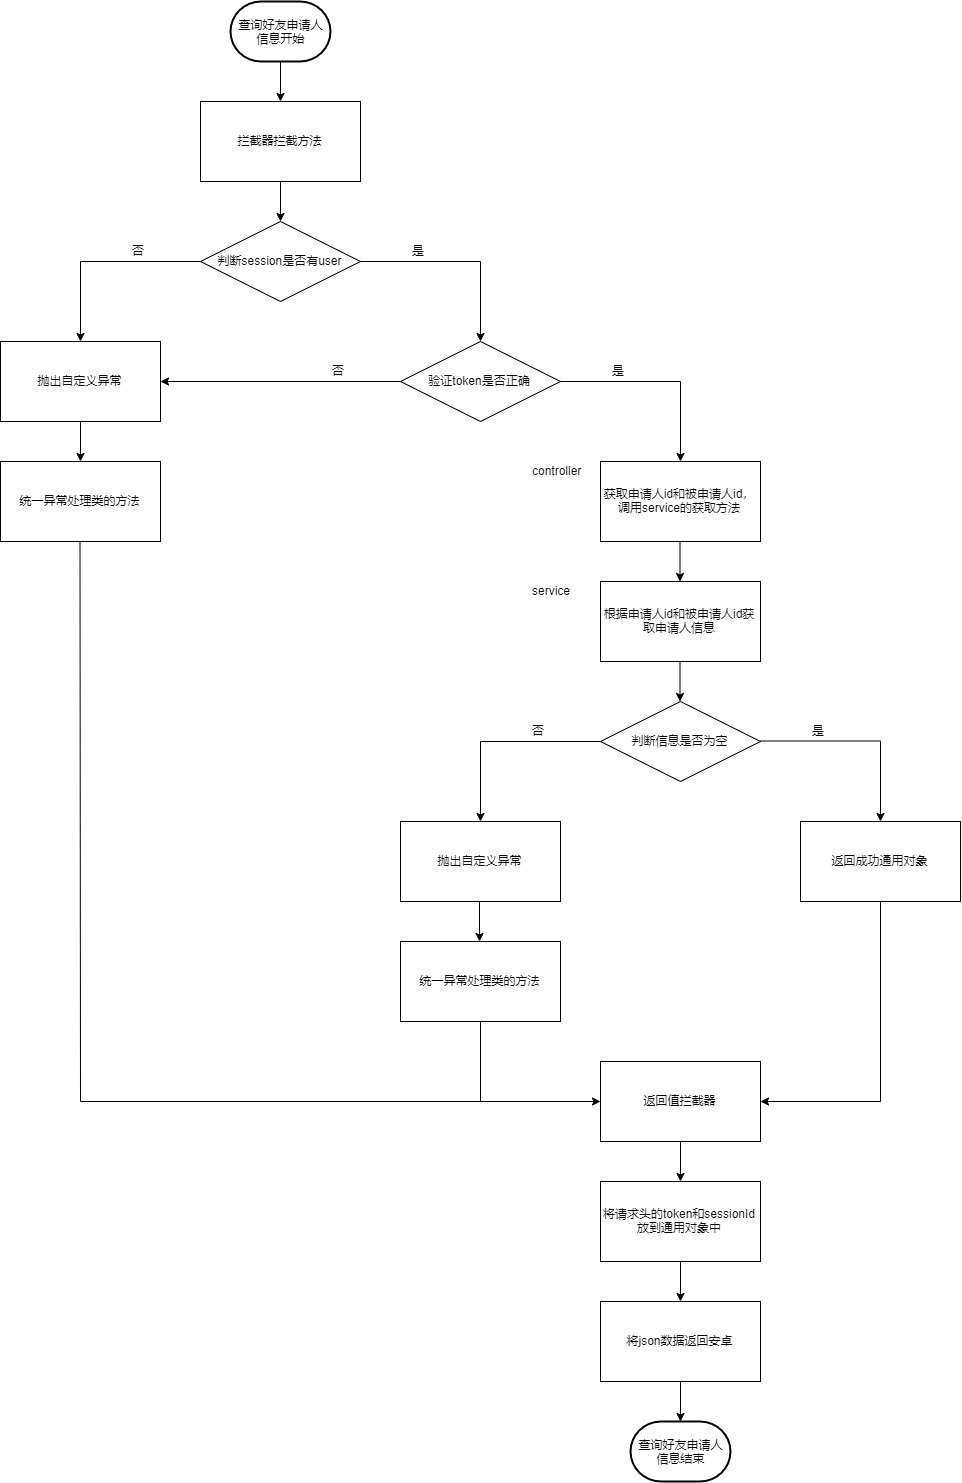 查询好友申请人
信息开始
拦截器拦截方法
否
是
判断session是否有user
否
是
抛出自定义异常
验证token是否正确
controller
统一异常处理类的方法
获取申请人id和被申请人id，
调用service的获取方法
service
根据申请人id和被申请人id获
取申请人信息
否
是
判断信息是否为空
抛出自定义异常
返回成功通用对象
统一异常处理类的方法
返回值拦截器
将请求头的token和sessionId
放到通用对象中
将json数据返回安卓
查询好友申请人
信息结束